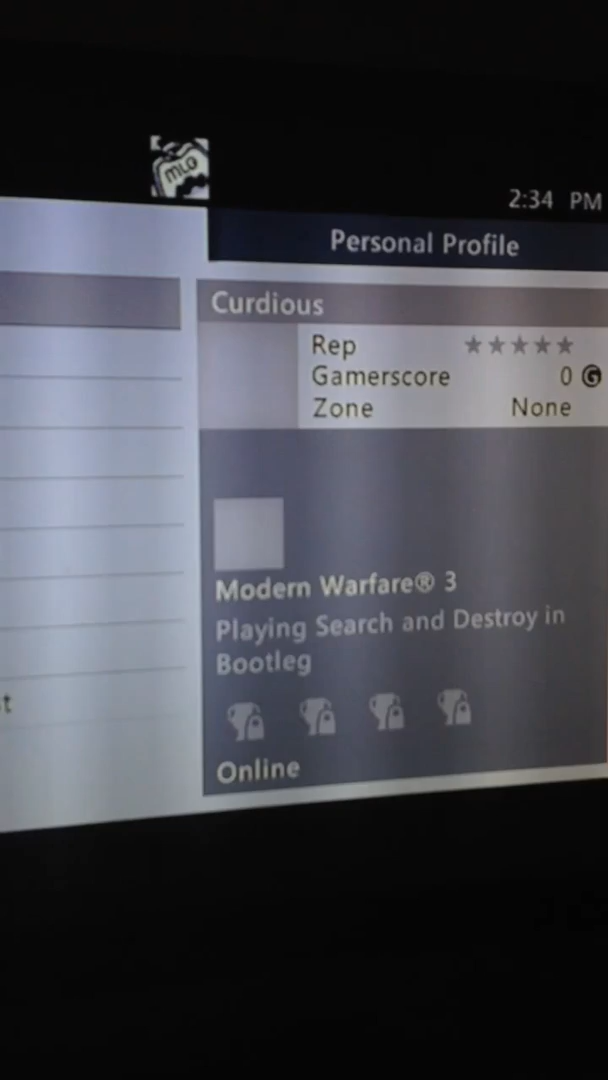 MLG
2:34 PM
Personal Profile
Curdious
Rep ★★★★★
Gamerscore 0 G
Zone None
Modern Warfare® 3
Playing Search and Destroy in
Bootleg
t
Online